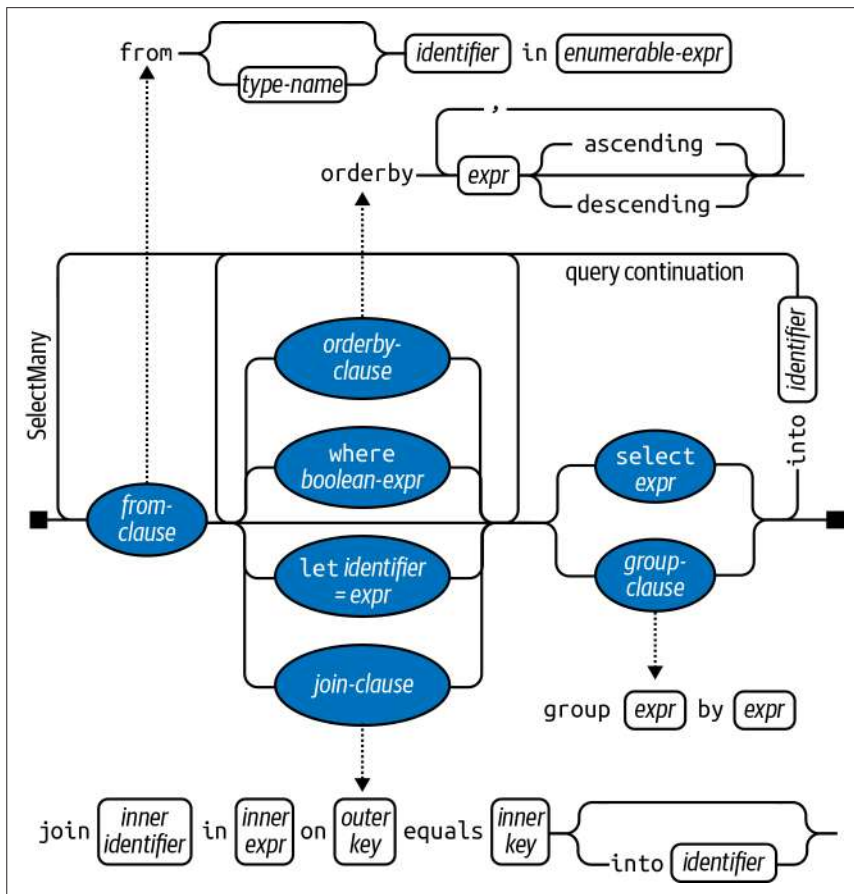 from type-name identifier in enumerable-expr
,
ascending
orderby expr
descending
query continuation
SelectMany
identifier
into
orderby-
clause
where
boolean-expr
select
expr
from-
clause
let identifier
= expr
group-
clause
join-clause
group expr by expr
join inner
identifier in inner
expr on outer
key equals inner
key
into identifier